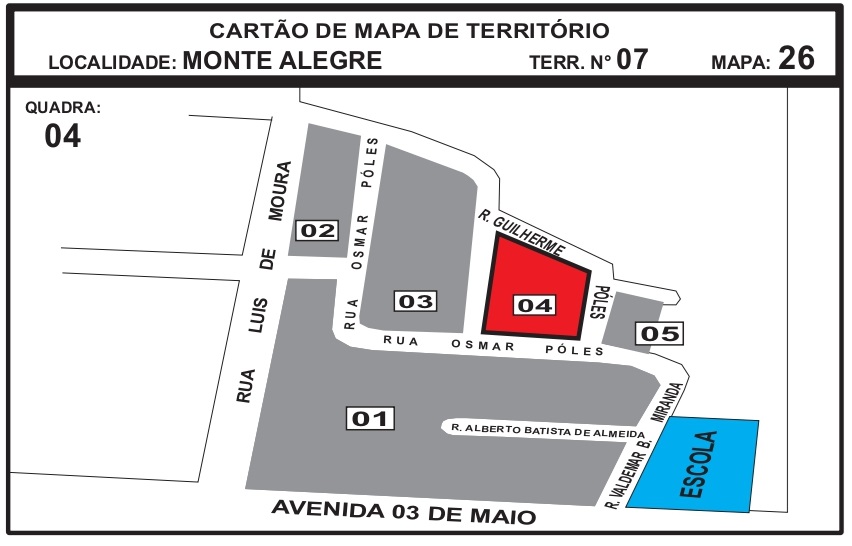 CARTÃO DE MAPA DE TERRITÓRIO
LOCALIDADE: MONTE ALEGRE TERR. N° 07 MAPA: 26
QUADRA:
04
RUA LUIS DE MOURA
02
RUA OSMAR PÓLES
03
R. GUILHERME PÓLES
04
05
RUA OSMAR PÓLES
01
R. ALBERTO BATISTA DE ALMEIDA
R. VALDEMAR B. MIRANDA
ESCOLA
AVENIDA 03 DE MAIO